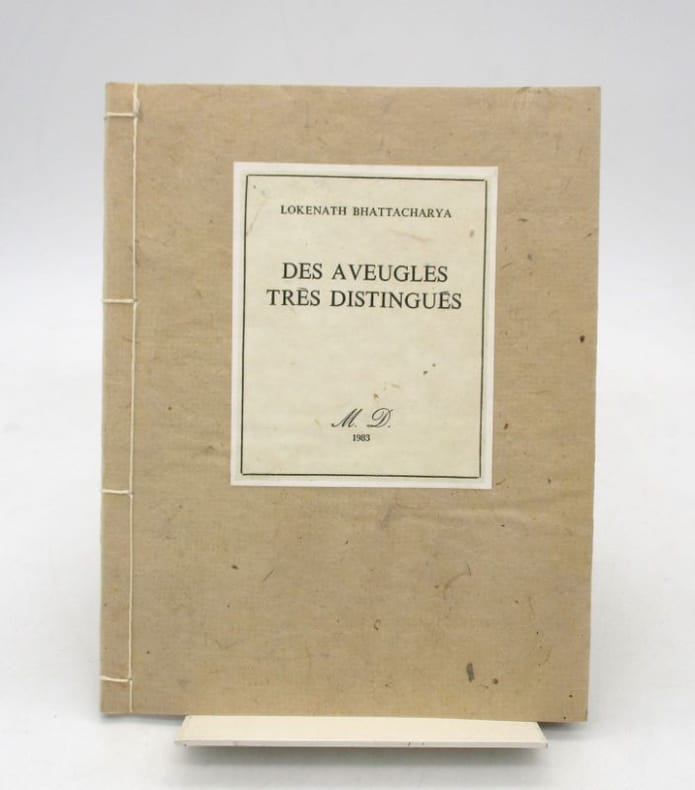 LOKENATH BHATTACHARYA
DES AVEUGLES
TRÈS DISTINGUÉS
M. D.
1983